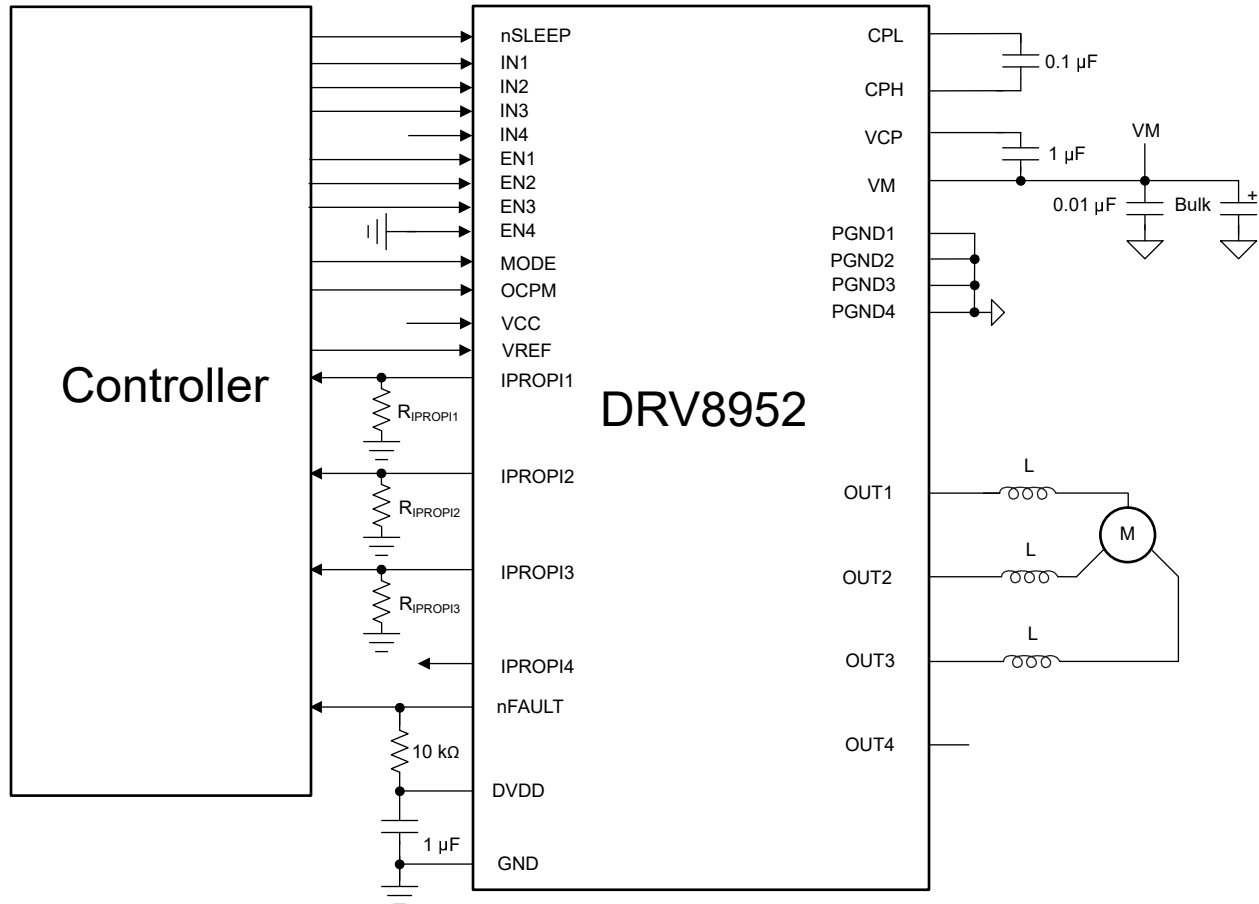 Controller
nSLEEP
IN1
IN2
IN3
IN4
EN1
EN2
EN3
EN4
MODE
OCPM
VCC
VREF
IPROPI1
RIPROPI1
IPROPI2
RIPROPI2
IPROPI3
RIPROPI3
IPROPI4
nFAULT
10 kΩ
DVDD
1 µF
GND
DRV8952
CPL
0.1 µF
CPH
VCP
1 µF
VM
VM
0.01 µF
Bulk
+
PGND1
PGND2
PGND3
PGND4
OUT1
L
M
OUT2
L
OUT3
L
OUT4